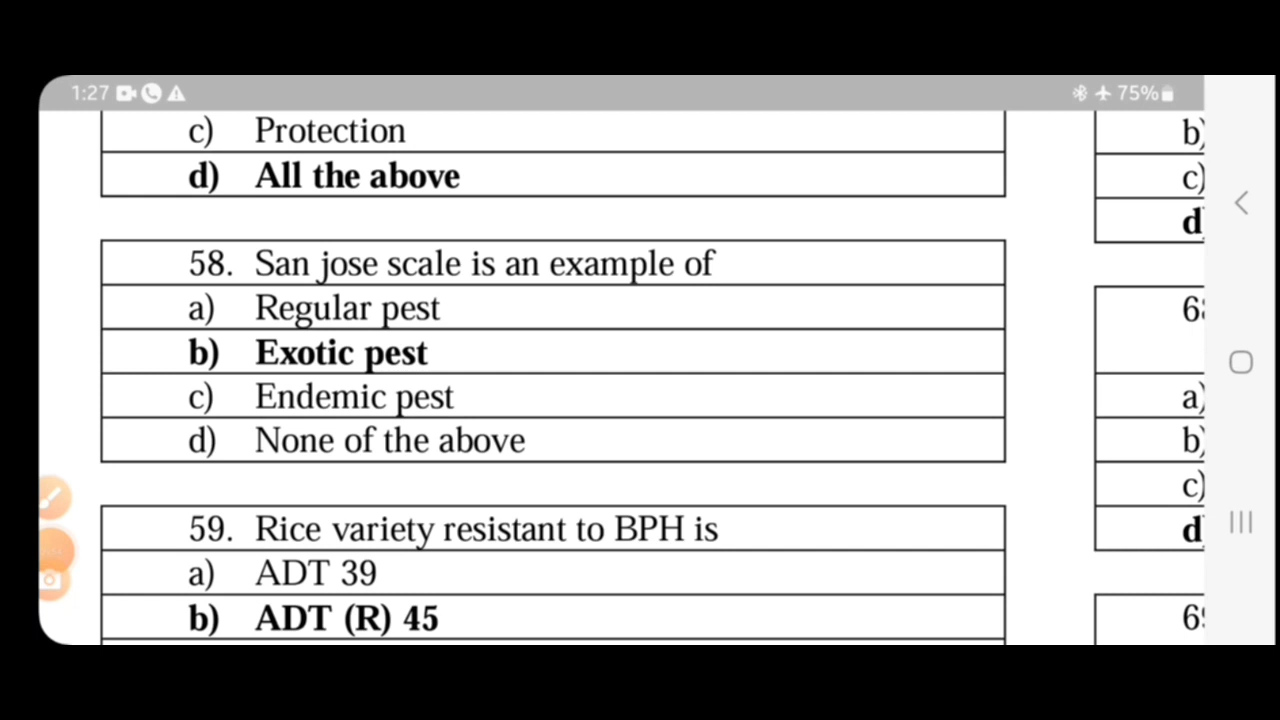 1:27
75%
c) Protection
d) All the above
58. San jose scale is an example of
a) Regular pest
b) Exotic pest
c) Endemic pest
d) None of the above
59. Rice variety resistant to BPH is
a) ADT 39
b) ADT (R) 45
b)
c)
d
a)
b)
c)
d